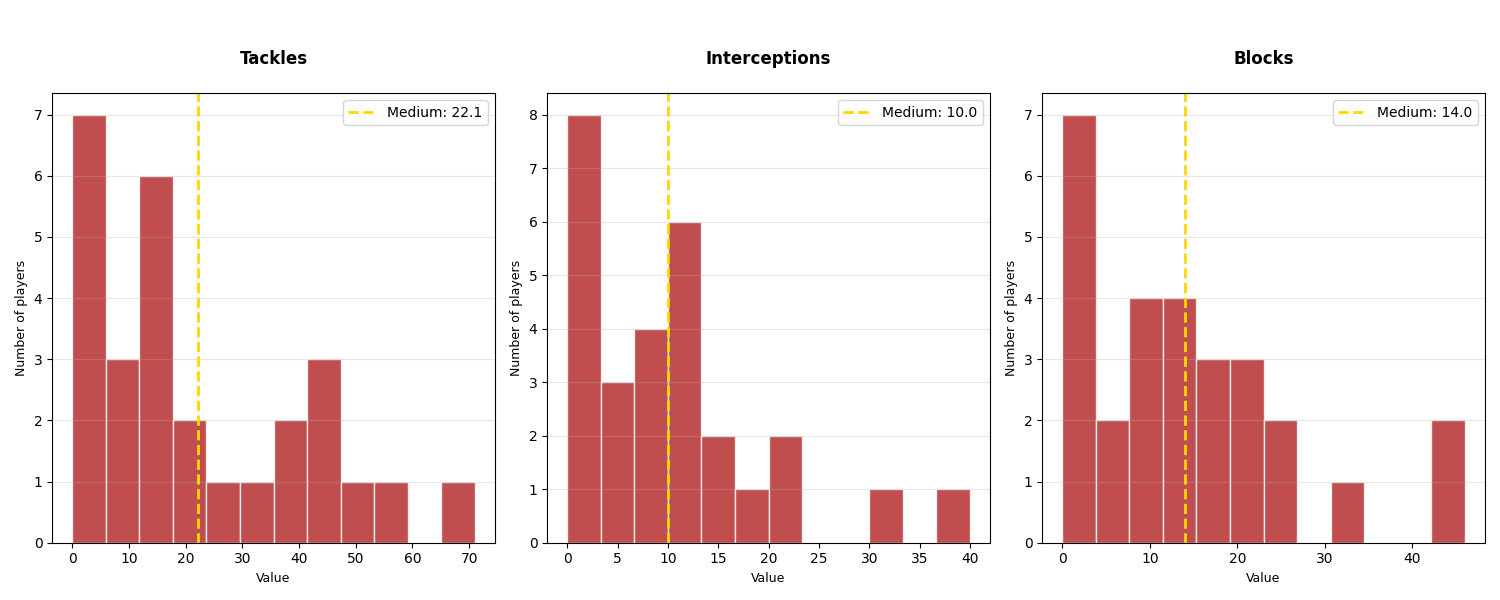 Tackles
Medium: 22.1
7
6
5
4
3
2
1
0
Number of players
0 10 20 30 40 50 60 70
Value
Interceptions
Medium: 10.0
8
7
6
5
4
3
2
1
0
Number of players
0 5 10 15 20 25 30 35 40
Value
Blocks
Medium: 14.0
7
6
5
4
3
2
1
0
Number of players
0 10 20 30 40
Value